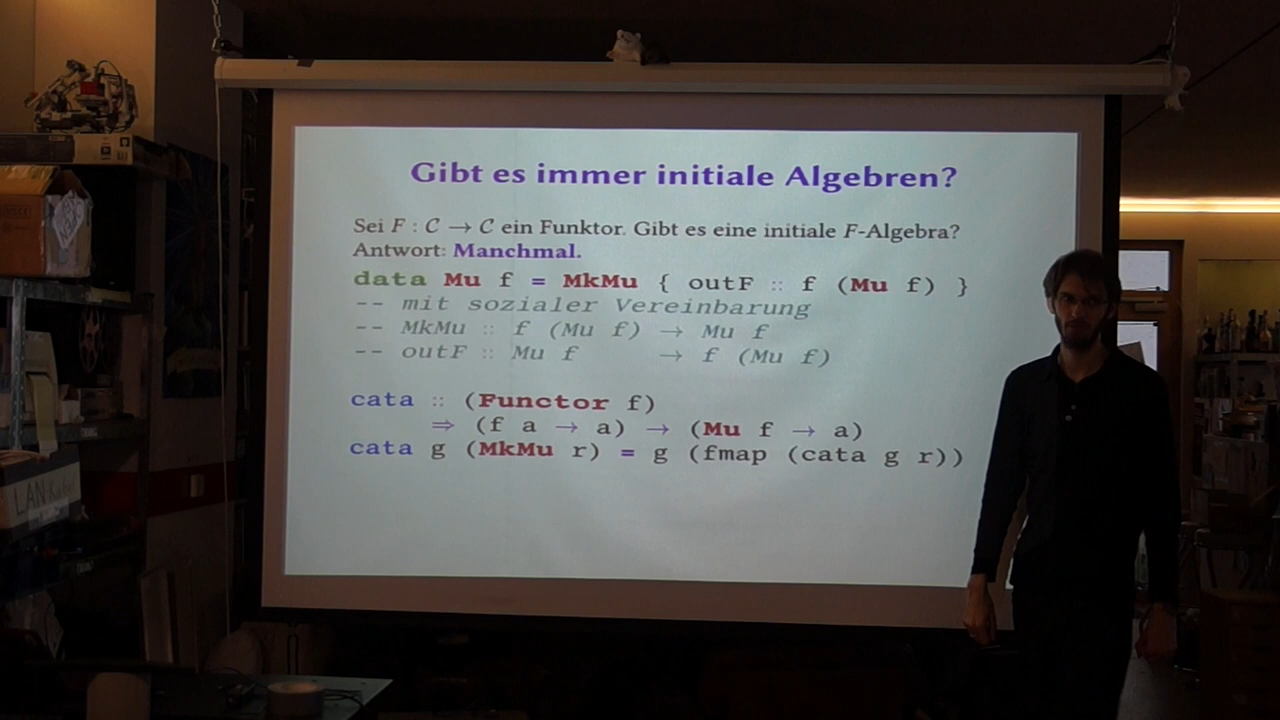 Gibt es immer initiale Algebren?
Sei F : C → C ein Funktor. Gibt es eine initiale F-Algebra?
Antwort: Manchmal.
data Mu f = MkMu { outF :: f (Mu f) }
-- mit sozialer Vereinbarung
-- MkMu :: f (Mu f) → Mu f
-- outF :: Mu f → f (Mu f)
cata :: (Functor f)
⇒ (f a → a) → (Mu f → a)
cata g (MkMu r) = g (fmap (cata g r))
LAN